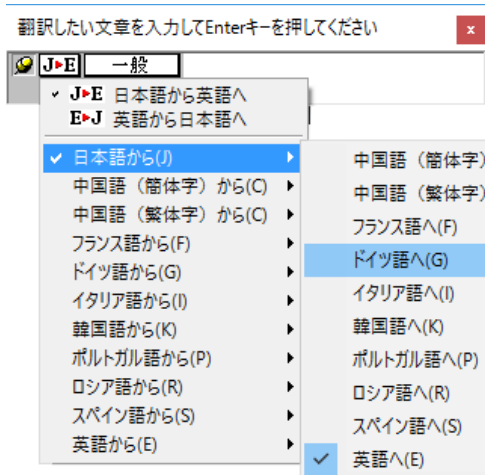 翻訳したい文章を入力してEnterキーを押してください
J▸E 一般
J▸E 日本語から英語へ
E▸J 英語から日本語へ
日本語から(J)
中国語（簡体字）から(C)
中国語（繁体字）から(C)
フランス語から(F)
ドイツ語から(G)
イタリア語から(I)
韓国語から(K)
ポルトガル語から(P)
ロシア語から(R)
スペイン語から(S)
英語から(E)
中国語（簡体字）
中国語（繁体字）
フランス語へ(F)
ドイツ語へ(G)
イタリア語へ(I)
韓国語へ(K)
ポルトガル語へ(P)
ロシア語へ(R)
スペイン語へ(S)
英語へ(E)